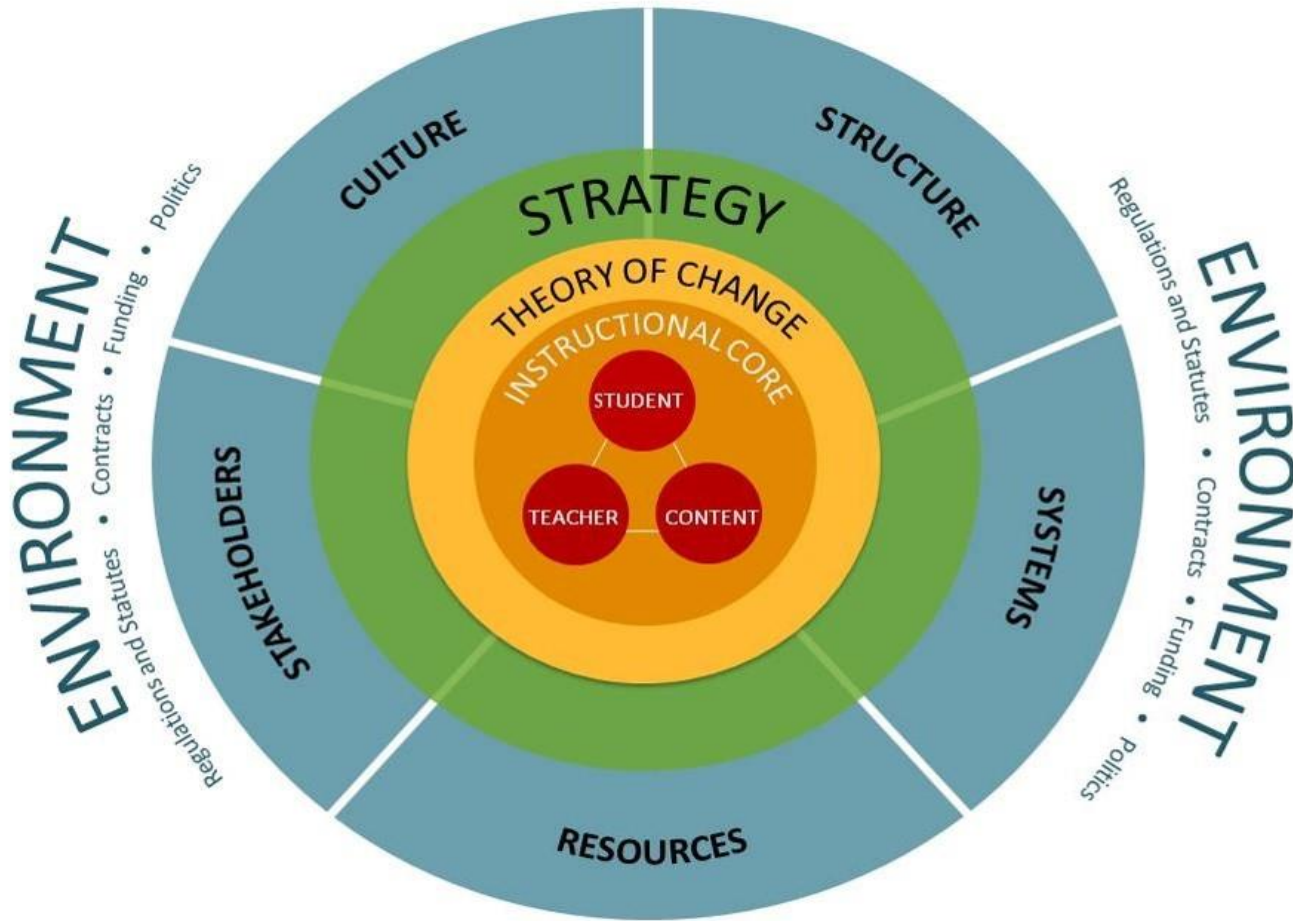 CULTURE
STRUCTURE
STRATEGY
THEORY OF CHANGE
INSTRUCTIONAL CORE
STUDENT
TEACHER
CONTENT
STAKEHOLDERS
SYSTEMS
RESOURCES
ENVIRONMENT
Regulations and Statutes • Contracts • Funding • Politics
ENVIRONMENT
Regulations and Statutes • Contracts • Funding • Politics